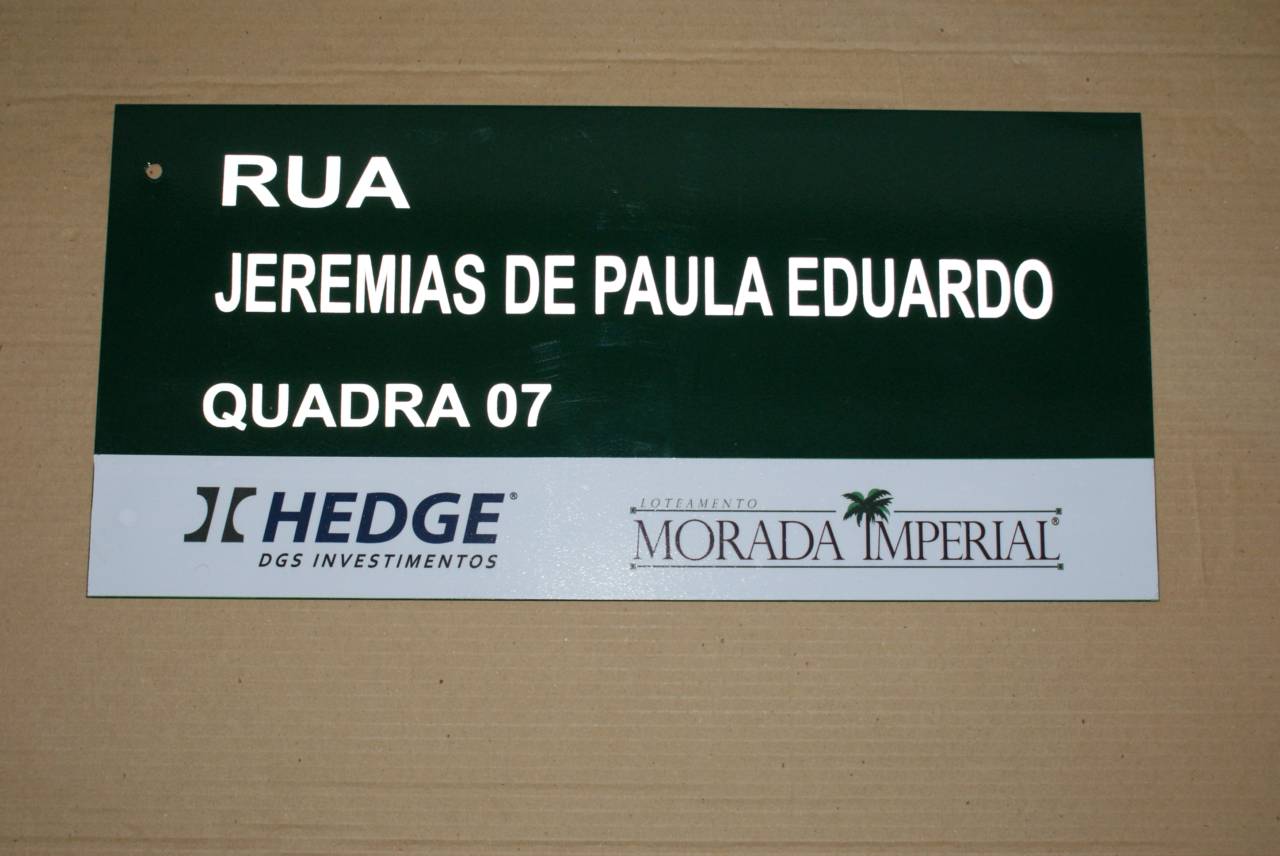 RUA
JEREMIAS DE PAULA EDUARDO
QUADRA 07
HEDGE®
DGS INVESTIMENTOS
LOTEAMENTO
MORADA IMPERIAL®